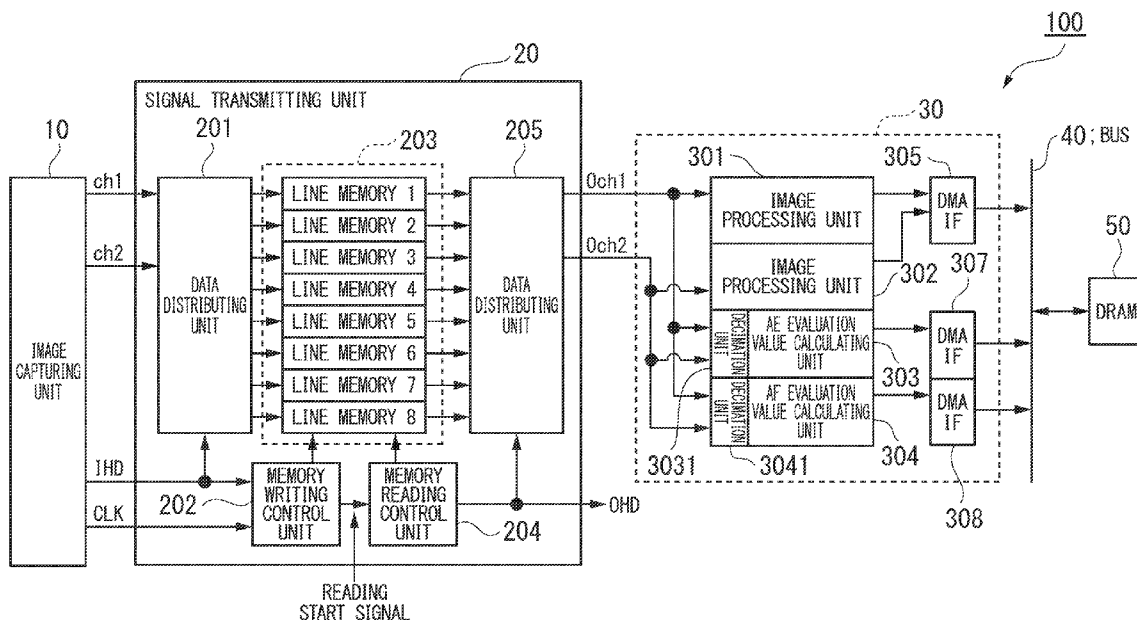 100
20
SIGNAL TRANSMITTING UNIT
10
201
203
205
30
40 ; BUS
ch1
ch2
LINE MEMORY 1
LINE MEMORY 2
LINE MEMORY 3
LINE MEMORY 4
LINE MEMORY 5
LINE MEMORY 6
LINE MEMORY 7
LINE MEMORY 8
DATA
DISTRIBUTING
UNIT
DATA
DISTRIBUTING
UNIT
IMAGE
CAPTURING
UNIT
Och1
Och2
301
IMAGE
PROCESSING UNIT
IMAGE
PROCESSING UNIT
302
305
DMA
IF
307
50
DRAM
DECIMATION
UNIT
AE EVALUATION
VALUE CALCULATING
UNIT
303
DMA
IF
DECIMATION
UNIT
AF EVALUATION
VALUE CALCULATING
UNIT
304
DMA
IF
3031
3041
308
IHD
CLK
202
MEMORY
WRITING
CONTROL
UNIT
MEMORY
READING
CONTROL
UNIT
204
OHD
READING
START SIGNAL